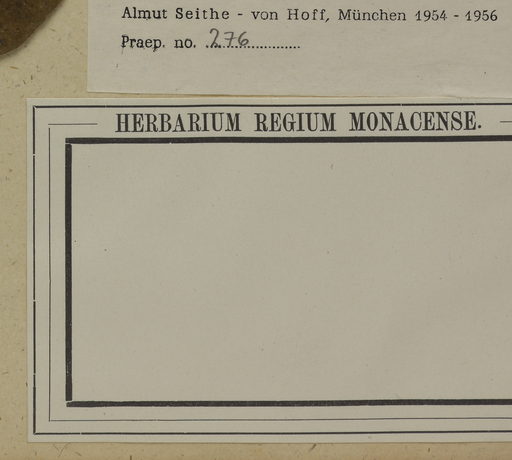 Almut Seithe - von Hoff, München 1954 - 1956
Praep. no. 276
HERBARIUM REGIUM MONACENSE.